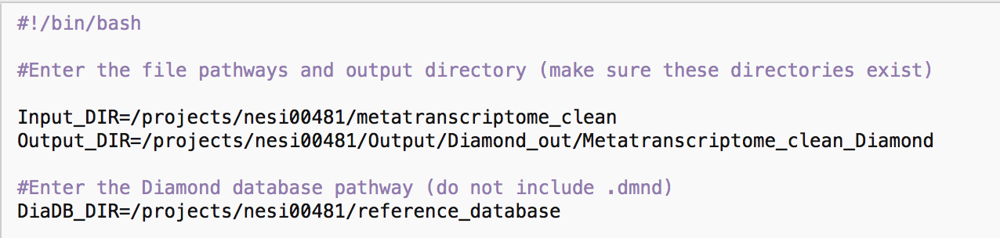 #!/bin/bash
#Enter the file pathways and output directory (make sure these directories exist)
Input_DIR=/projects/nesi00481/metatranscriptome_clean
Output_DIR=/projects/nesi00481/Output/Diamond_out/Metatranscriptome_clean_Diamond
#Enter the Diamond database pathway (do not include .dmnd)
DiaDB_DIR=/projects/nesi00481/reference_database